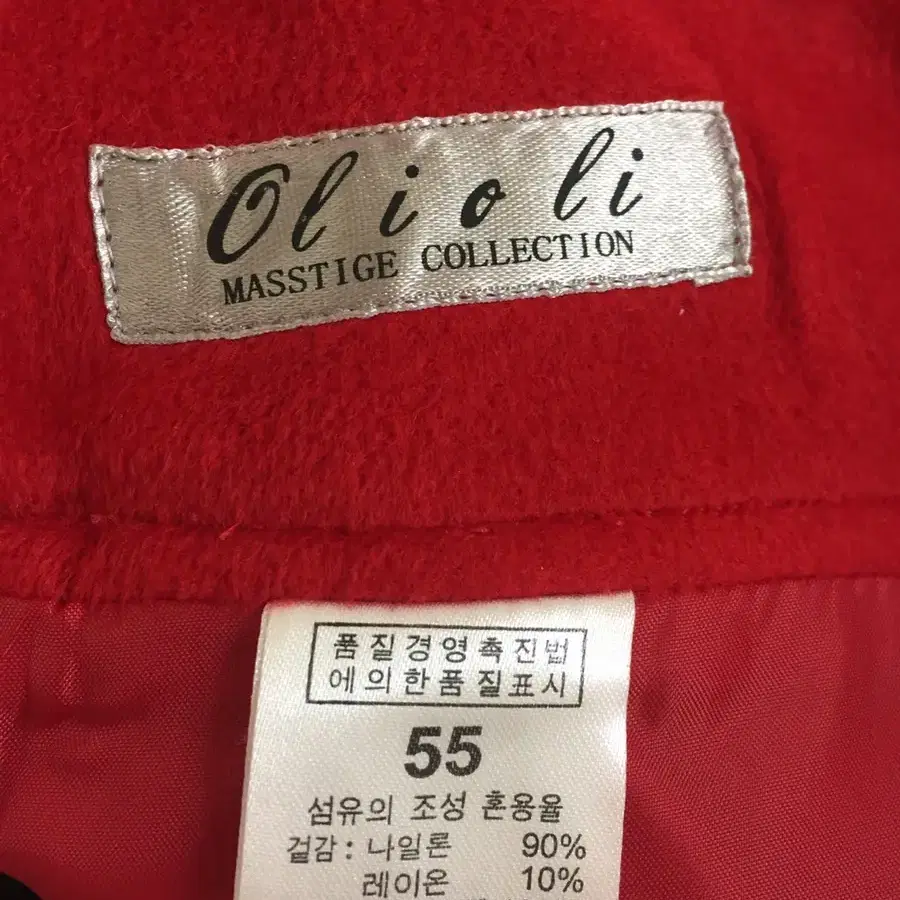 Olioli
MASSTIGE COLLECTION
품질경영촉진법
에의한품질표시
55
섬유의 조성 혼용율
겉감 : 나일론 90%
레이온 10%